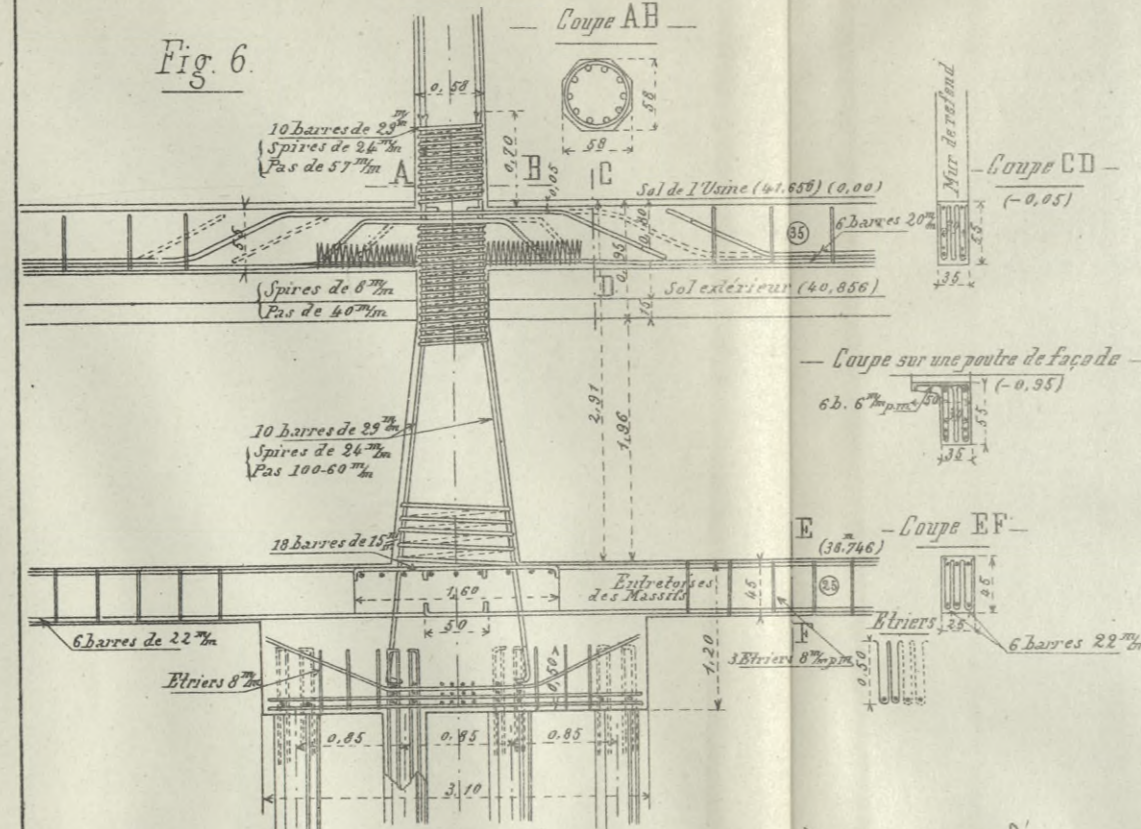 Fig. 6.
Coupe AB
0,58
58
58
10 barres de 29 m/m
Spires de 24 m/m
Pas de 57 m/m
0,20
A
B
C
0,05
Sol de l'Usine (41.656) (0,00)
Mur de refend
Coupe CD
(-0,05)
55
35
55
35
6 barres 20 m/m
0,80
0,95
D
Sol extérieur (40,856)
Spires de 6 m/m
Pas de 40 m/m
15
Coupe sur une poutre de façade
(-0,95)
6 b. 6 m/m p.m.
50
55
35
2,91
1,96
10 barres de 29 m/m
Spires de 24 m/m
Pas 100-60 m/m
18 barres de 15 m/m
E
(38.746)
Coupe EF
1,60
Entretoises
des Massifs
45
25
45
25
50
F
Etriers
6 barres de 22 m/m
6 barres 22 m/m
Etriers 8 m/m
0,50
1,20
3 Etriers 8 m/m p.m.
0,50
0,85
0,85
0,85
3,10